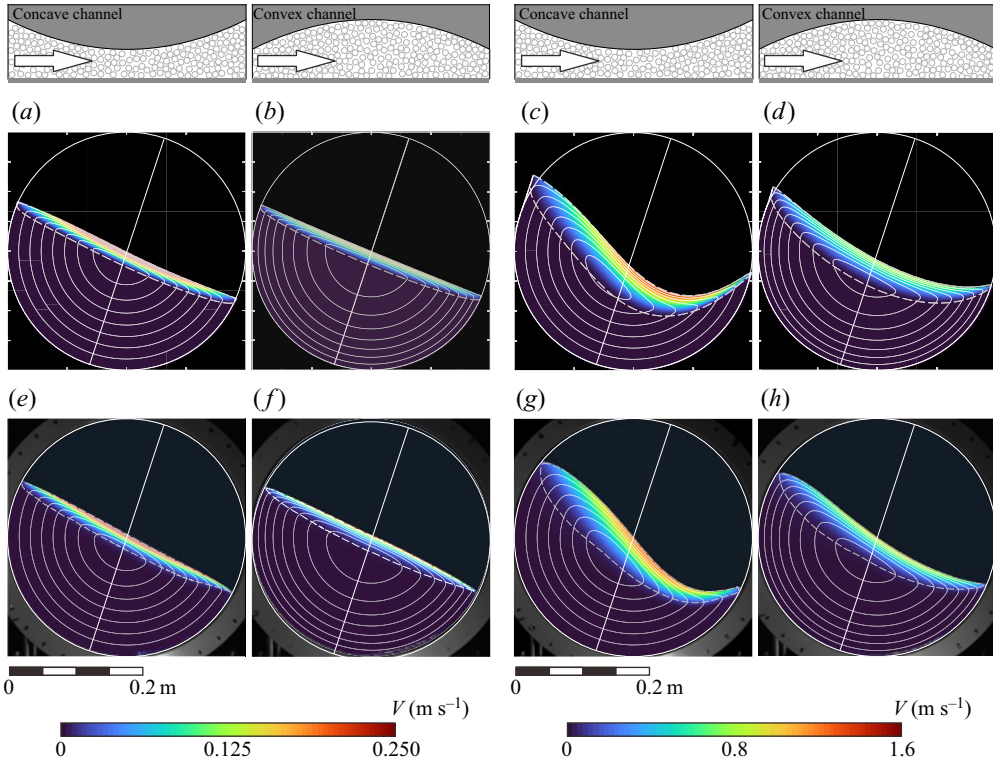 Concave channel
Convex channel
Concave channel
Convex channel
(a)
(b)
(c)
(d)
(e)
(f)
(g)
(h)
0
0.2 m
0
0.2 m
V (m s⁻¹)
0
0.125
0.250
V (m s⁻¹)
0
0.8
1.6